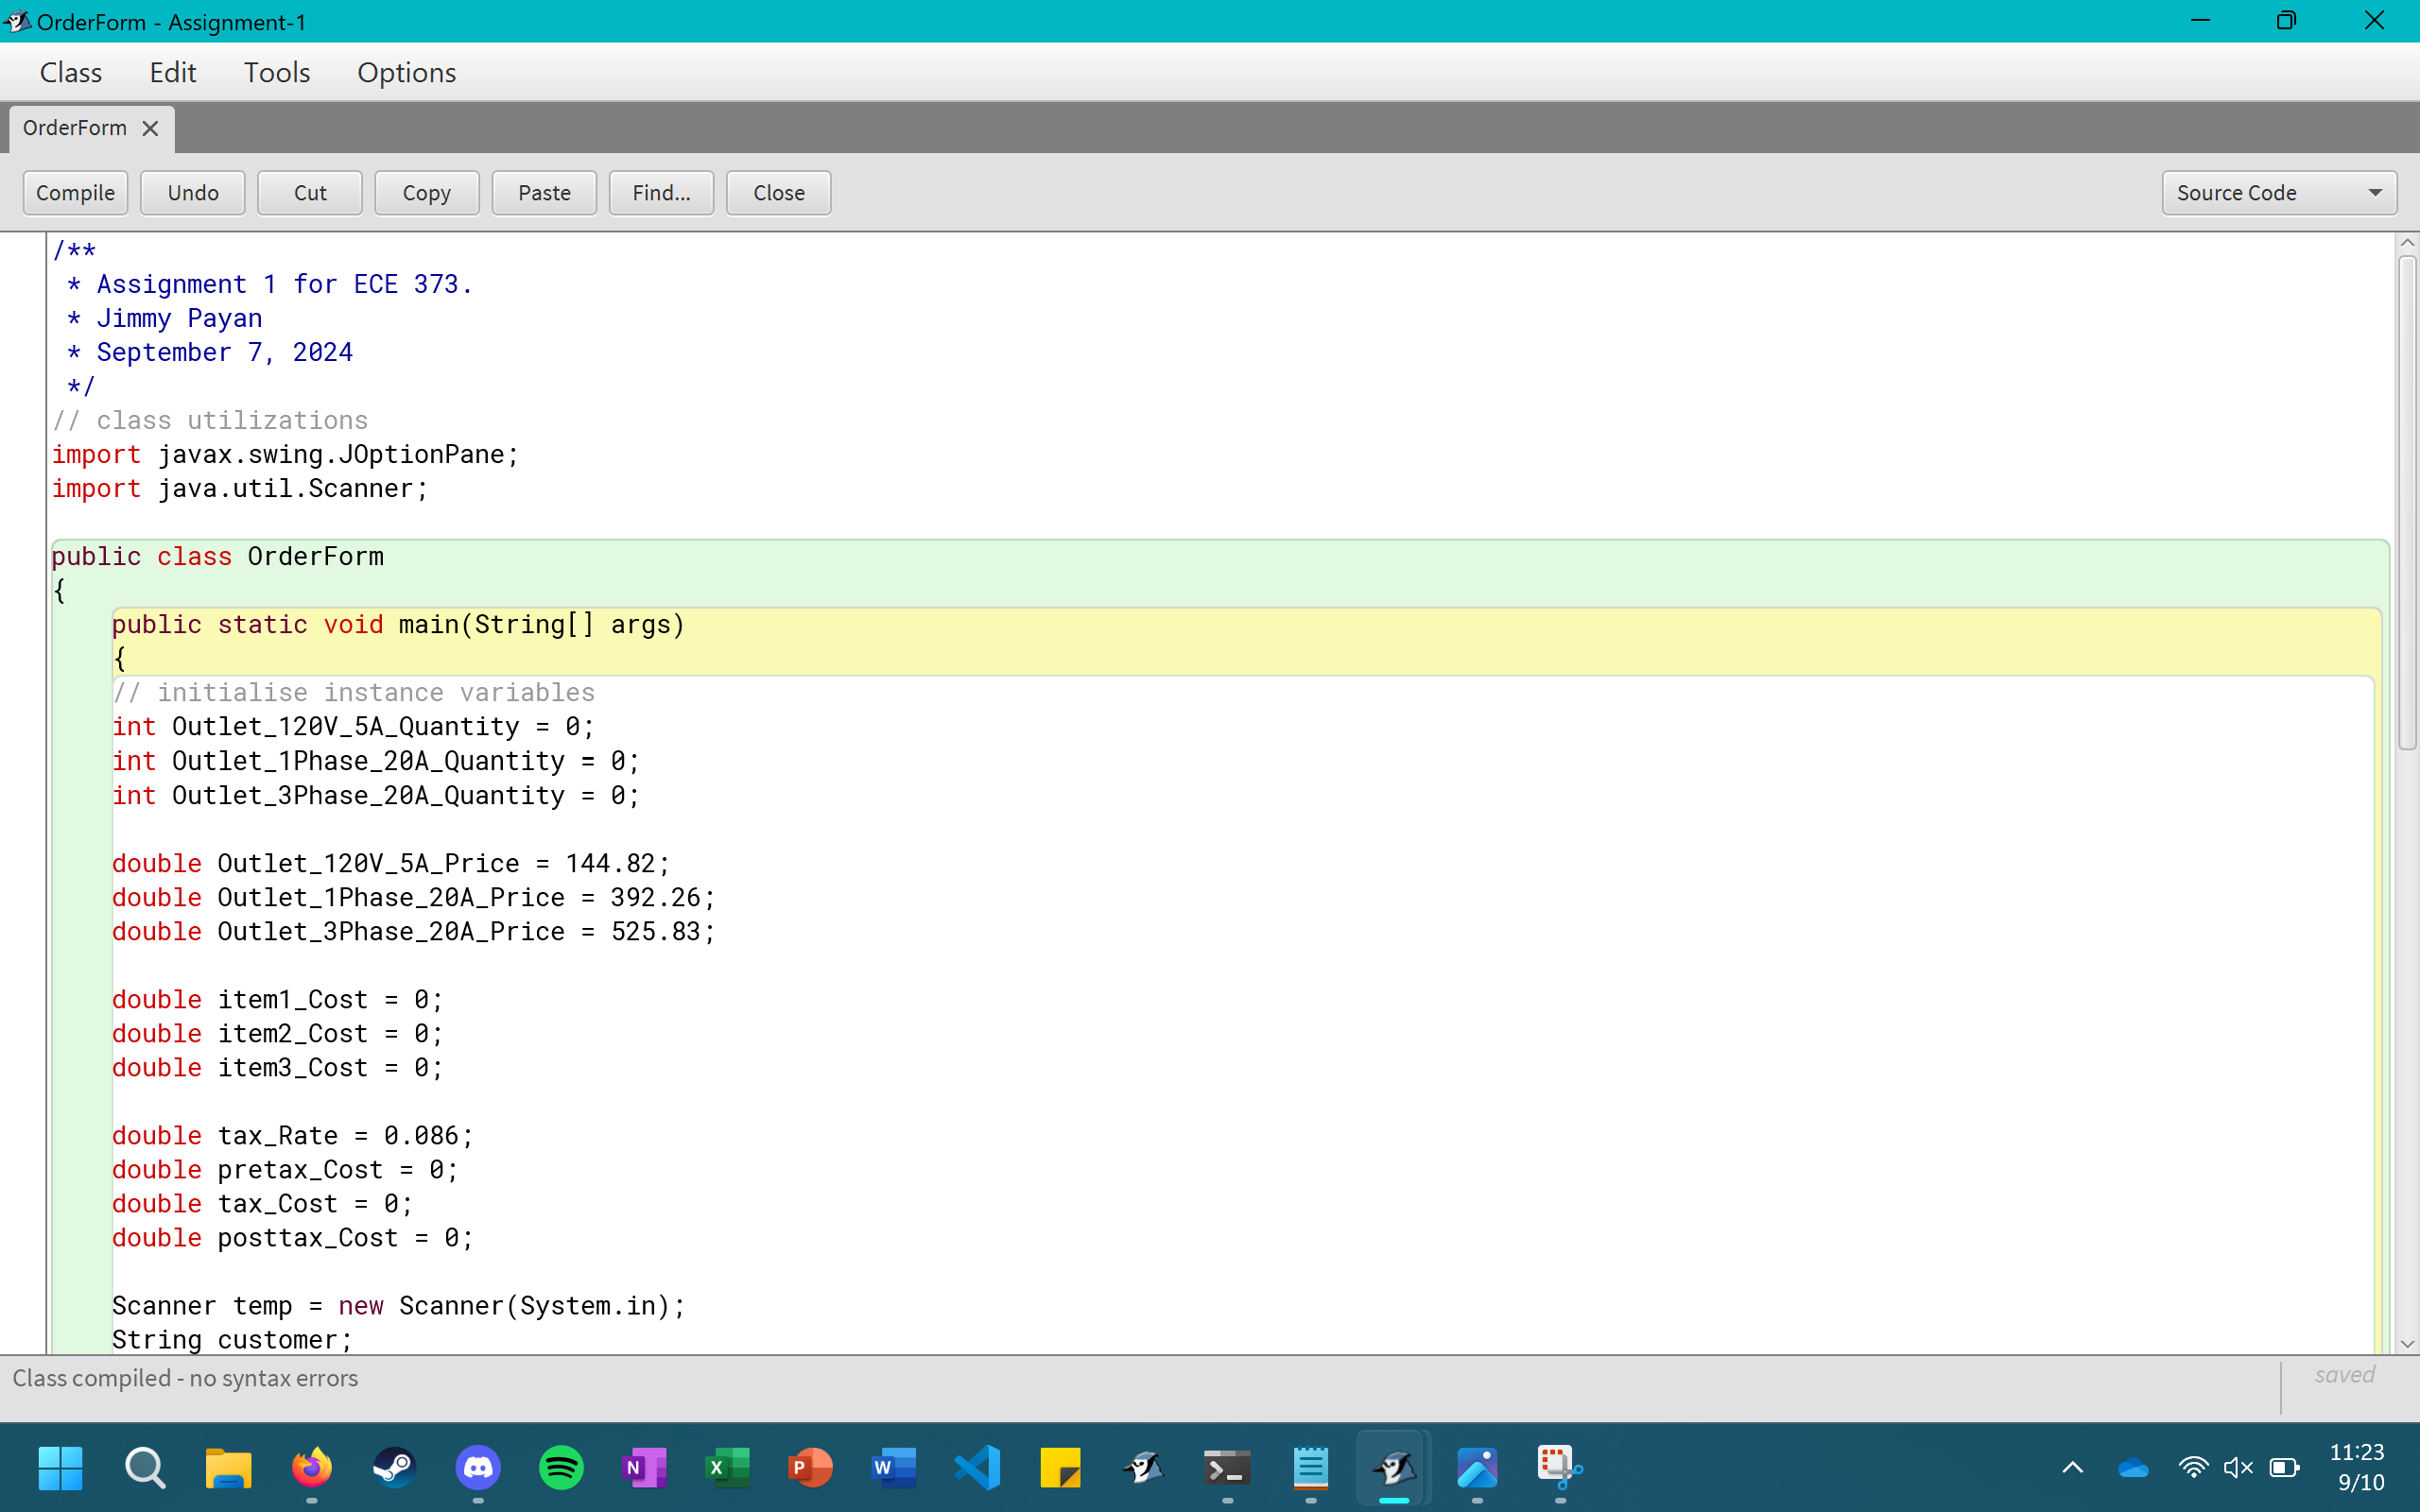 OrderForm - Assignment-1
Class Edit Tools Options
OrderForm
Compile Undo Cut Copy Paste Find... Close Source Code
/**
 * Assignment 1 for ECE 373.
 * Jimmy Payan
 * September 7, 2024
 */
// class utilizations
import javax.swing.JOptionPane;
import java.util.Scanner;
public class OrderForm
{
public static void main(String[] args)
{
// initialise instance variables
int Outlet_120V_5A_Quantity = 0;
int Outlet_1Phase_20A_Quantity = 0;
int Outlet_3Phase_20A_Quantity = 0;
double Outlet_120V_5A_Price = 144.82;
double Outlet_1Phase_20A_Price = 392.26;
double Outlet_3Phase_20A_Price = 525.83;
double item1_Cost = 0;
double item2_Cost = 0;
double item3_Cost = 0;
double tax_Rate = 0.086;
double pretax_Cost = 0;
double tax_Cost = 0;
double posttax_Cost = 0;
Scanner temp = new Scanner(System.in);
String customer;
Class compiled - no syntax errors
saved
N X P W
11:23
9/10